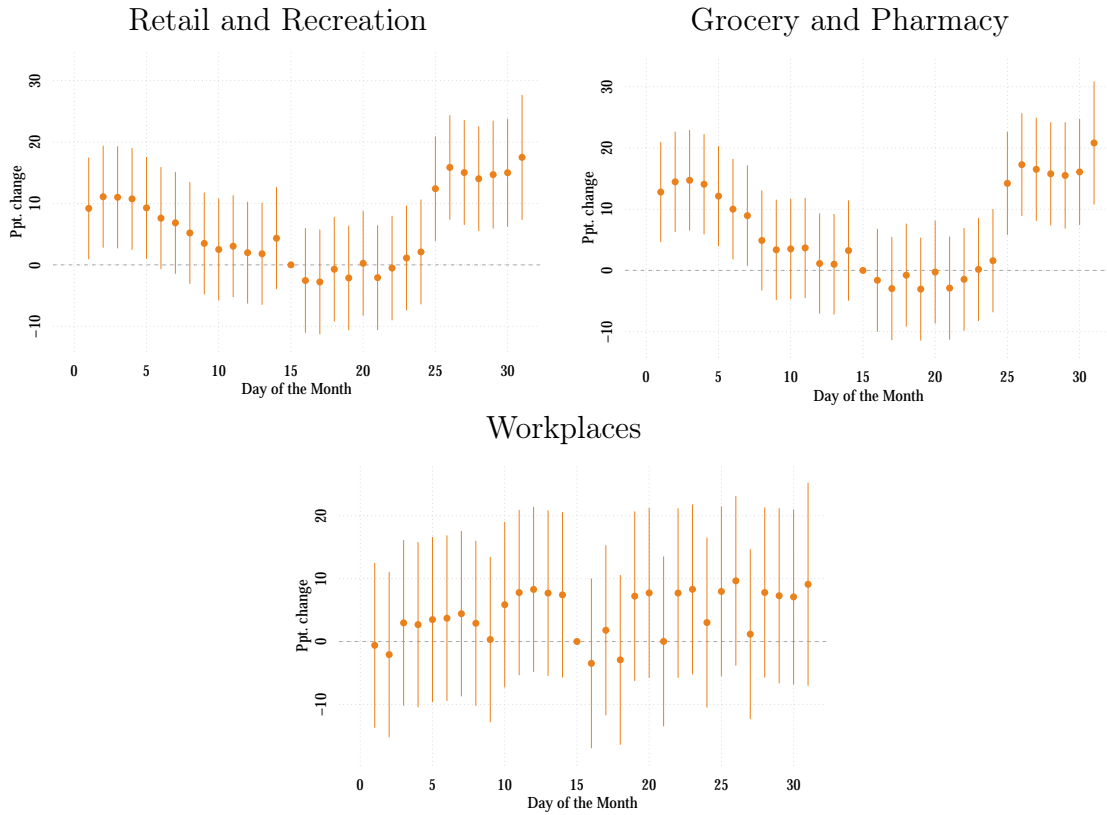 Retail and Recreation
Ppt. change
30
20
10
0
−10
0 5 10 15 20 25 30
Day of the Month
Grocery and Pharmacy
Ppt. change
30
20
10
0
−10
0 5 10 15 20 25 30
Day of the Month
Workplaces
Ppt. change
20
10
0
−10
0 5 10 15 20 25 30
Day of the Month